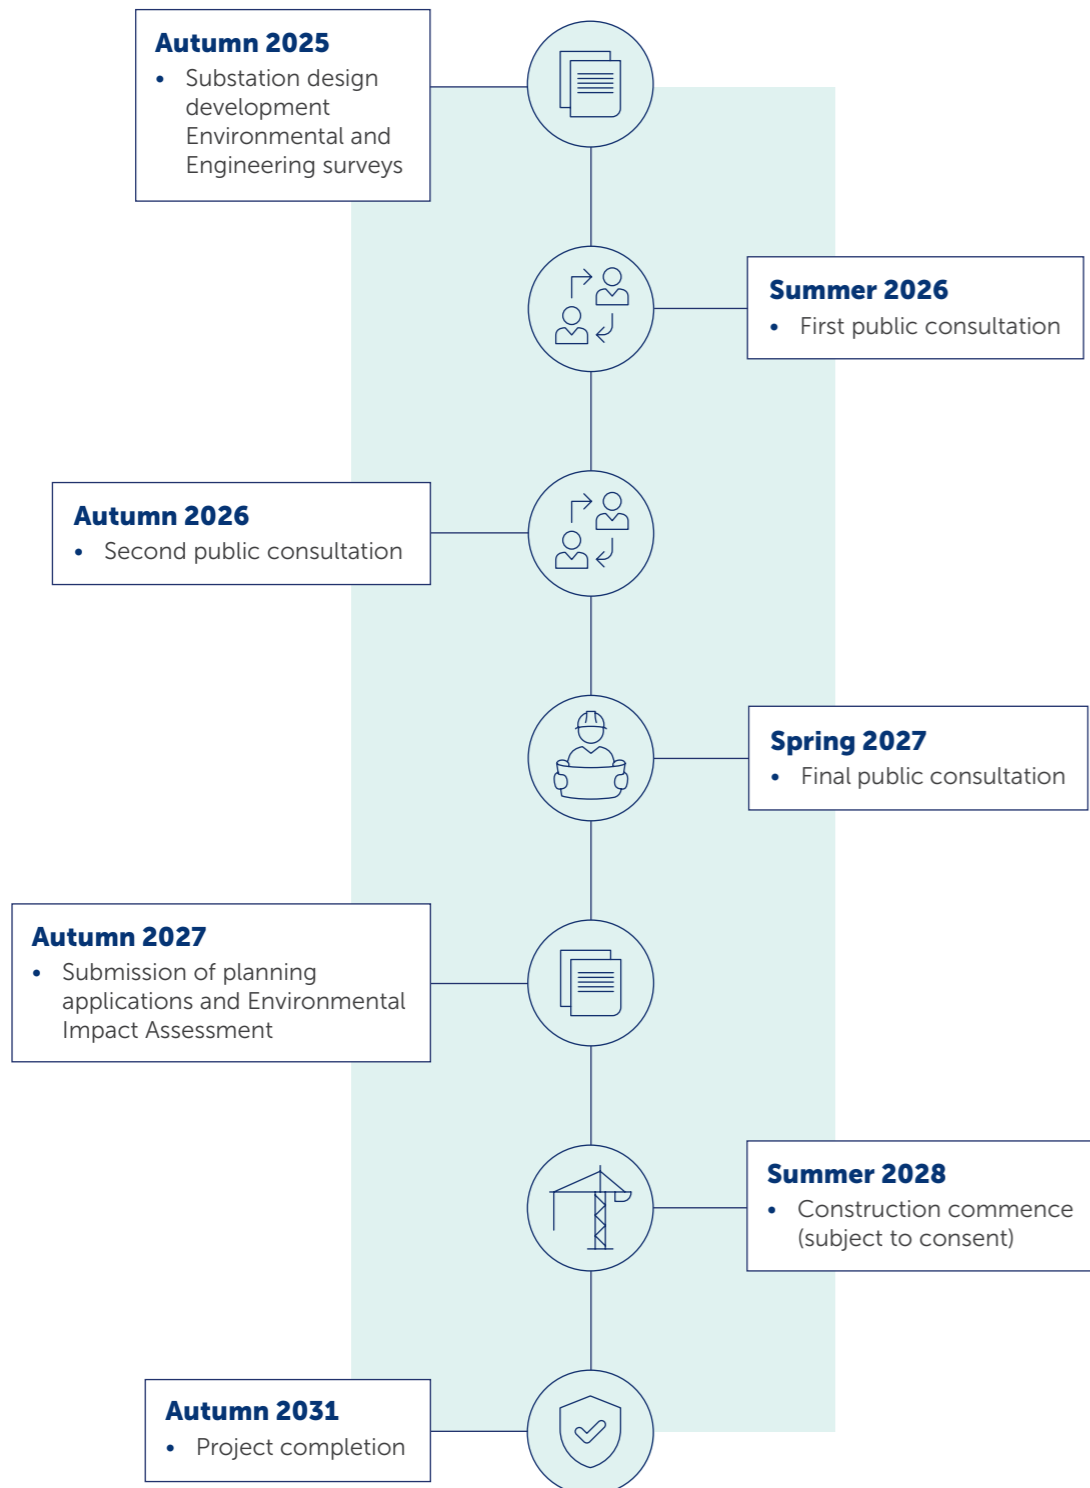 Autumn 2025
• Substation design
development
Environmental and
Engineering surveys
Summer 2026
• First public consultation
Autumn 2026
• Second public consultation
Spring 2027
• Final public consultation
Autumn 2027
• Submission of planning
applications and Environmental
Impact Assessment
Summer 2028
• Construction commence
(subject to consent)
Autumn 2031
• Project completion